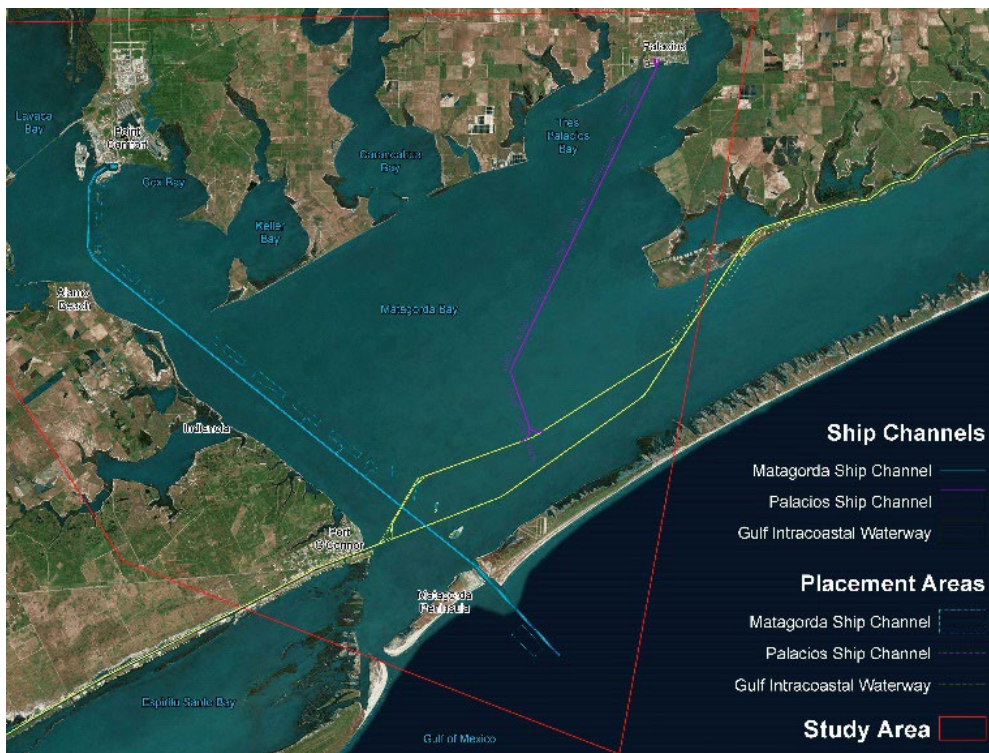 Palacios
Lavaca
Bay
Point
Comfort
Tres
Palacios
Bay
Carancahua
Bay
Cox Bay
Keller
Bay
Alamo
Beach
Matagorda Bay
Indianola
Port
O'Connor
Matagorda
Peninsula
Espiritu Santo Bay
Gulf of Mexico
Ship Channels
Matagorda Ship Channel
Palacios Ship Channel
Gulf Intracoastal Waterway
Placement Areas
Matagorda Ship Channel
Palacios Ship Channel
Gulf Intracoastal Waterway
Study Area